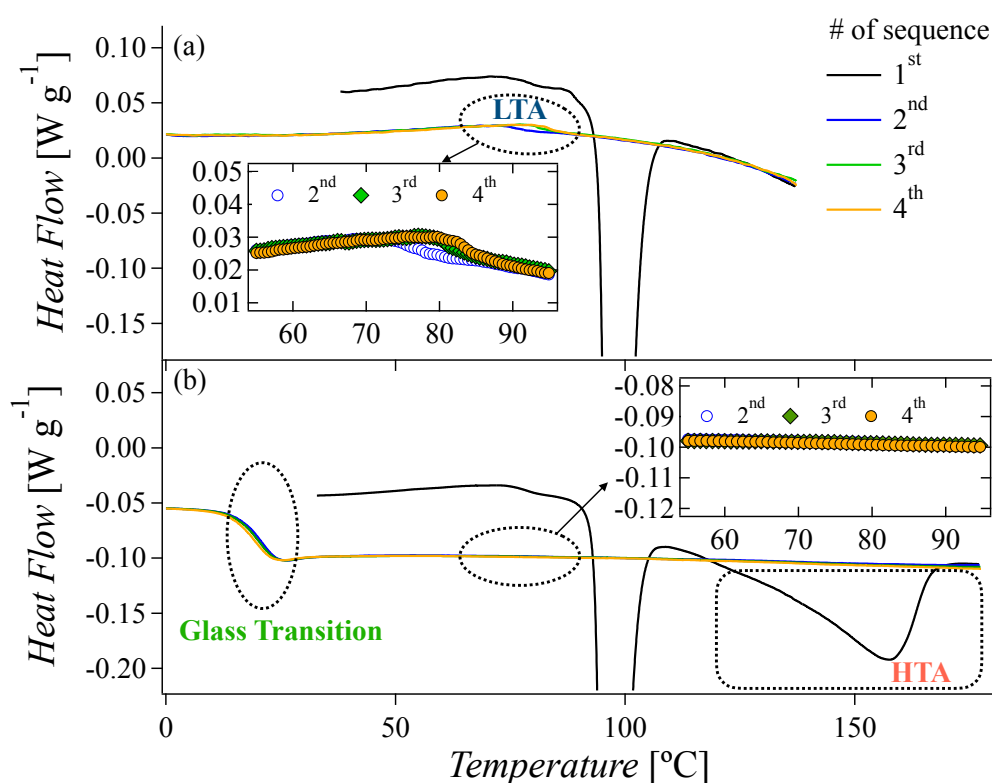 (a)
# of sequence
1st
2nd
3rd
4th
LTA
2nd 3rd 4th
0.05
0.04
0.03
0.02
0.01
60 70 80 90
0.10
0.05
0.00
-0.05
-0.10
-0.15
Heat Flow [W g-1]
(b)
2nd 3rd 4th
-0.08
-0.09
-0.10
-0.11
-0.12
60 70 80 90
0.05
0.00
-0.05
-0.10
-0.15
-0.20
Heat Flow [W g-1]
Glass Transition
HTA
0 50 100 150
Temperature [ºC]